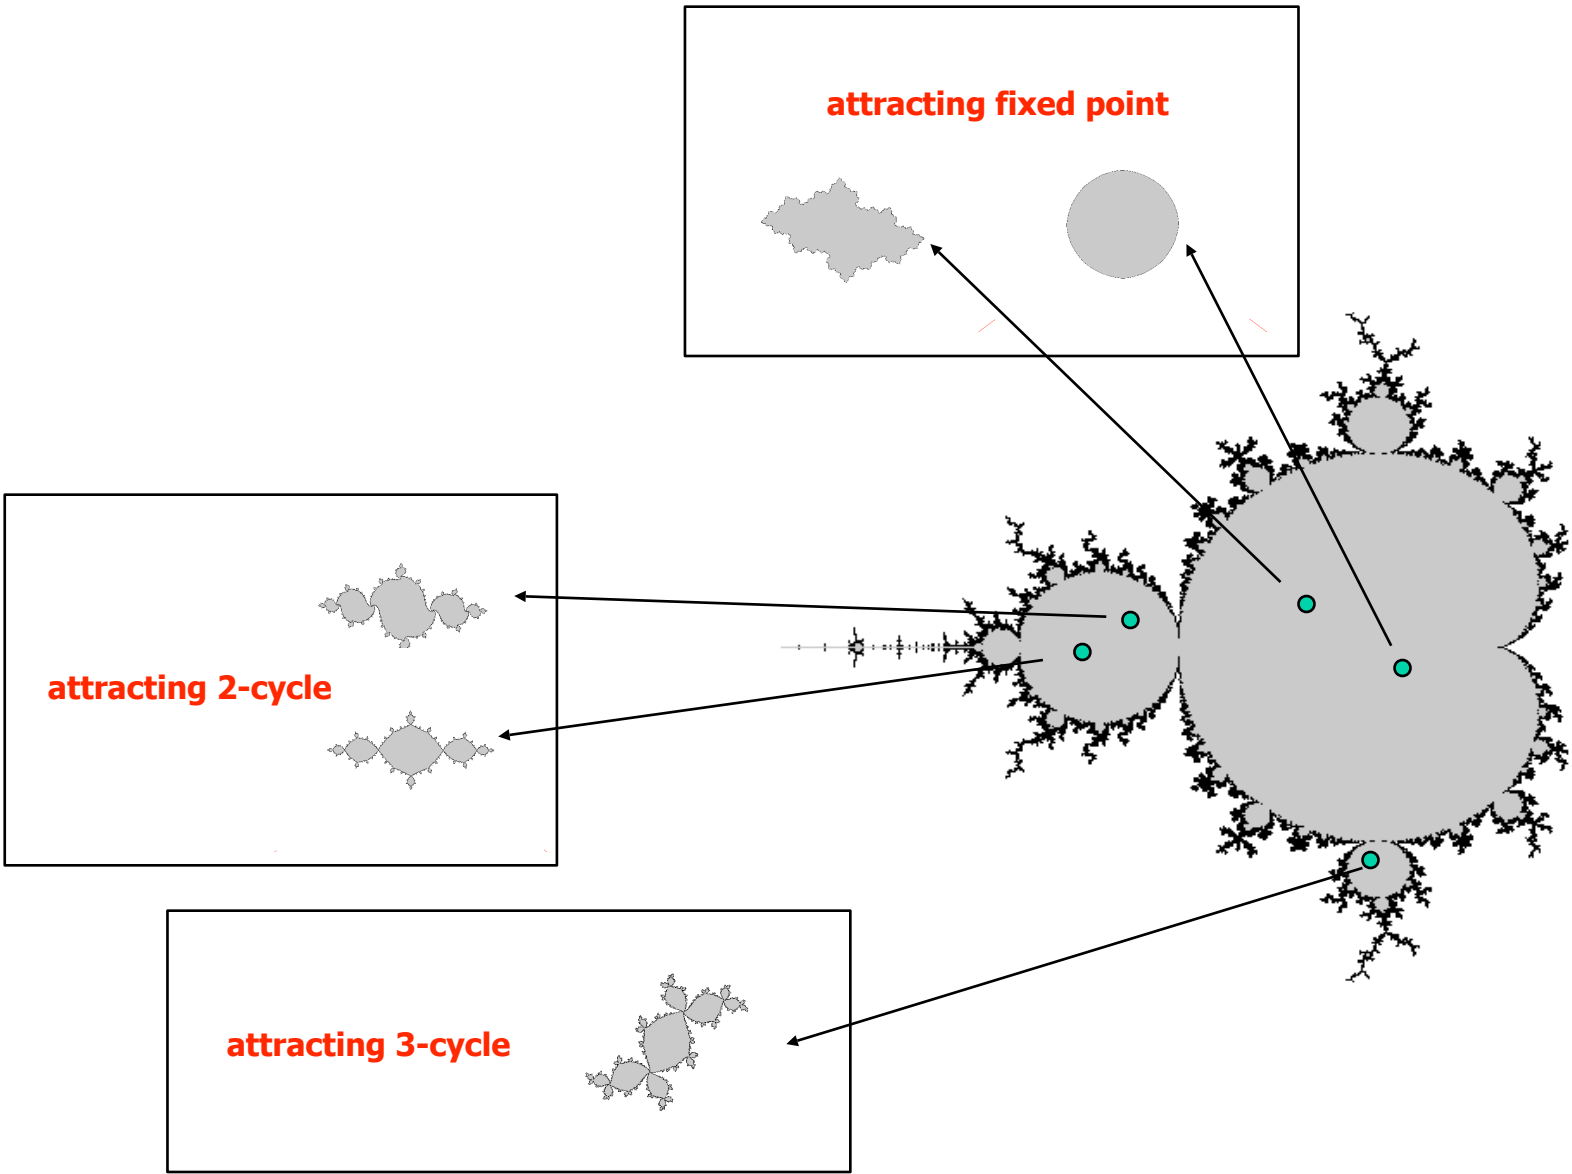 attracting fixed point
attracting 2-cycle
attracting 3-cycle